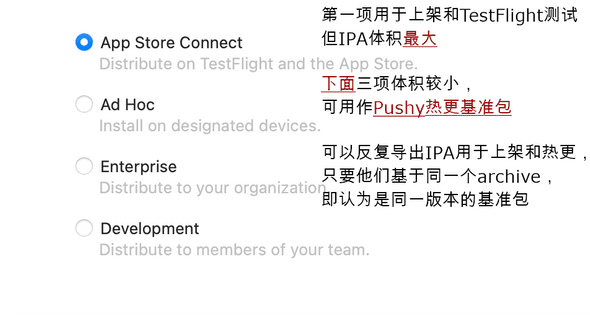 第一项用于上架和TestFlight测试
但IPA体积最大
App Store Connect
Distribute on TestFlight and the App Store.
下面三项体积较小，
可用作Pushy热更基准包
Ad Hoc
Install on designated devices.
可以反复导出IPA用于上架和热更，
只要他们基于同一个archive，
即认为是同一版本的基准包
Enterprise
Distribute to your organization
Development
Distribute to members of your team.